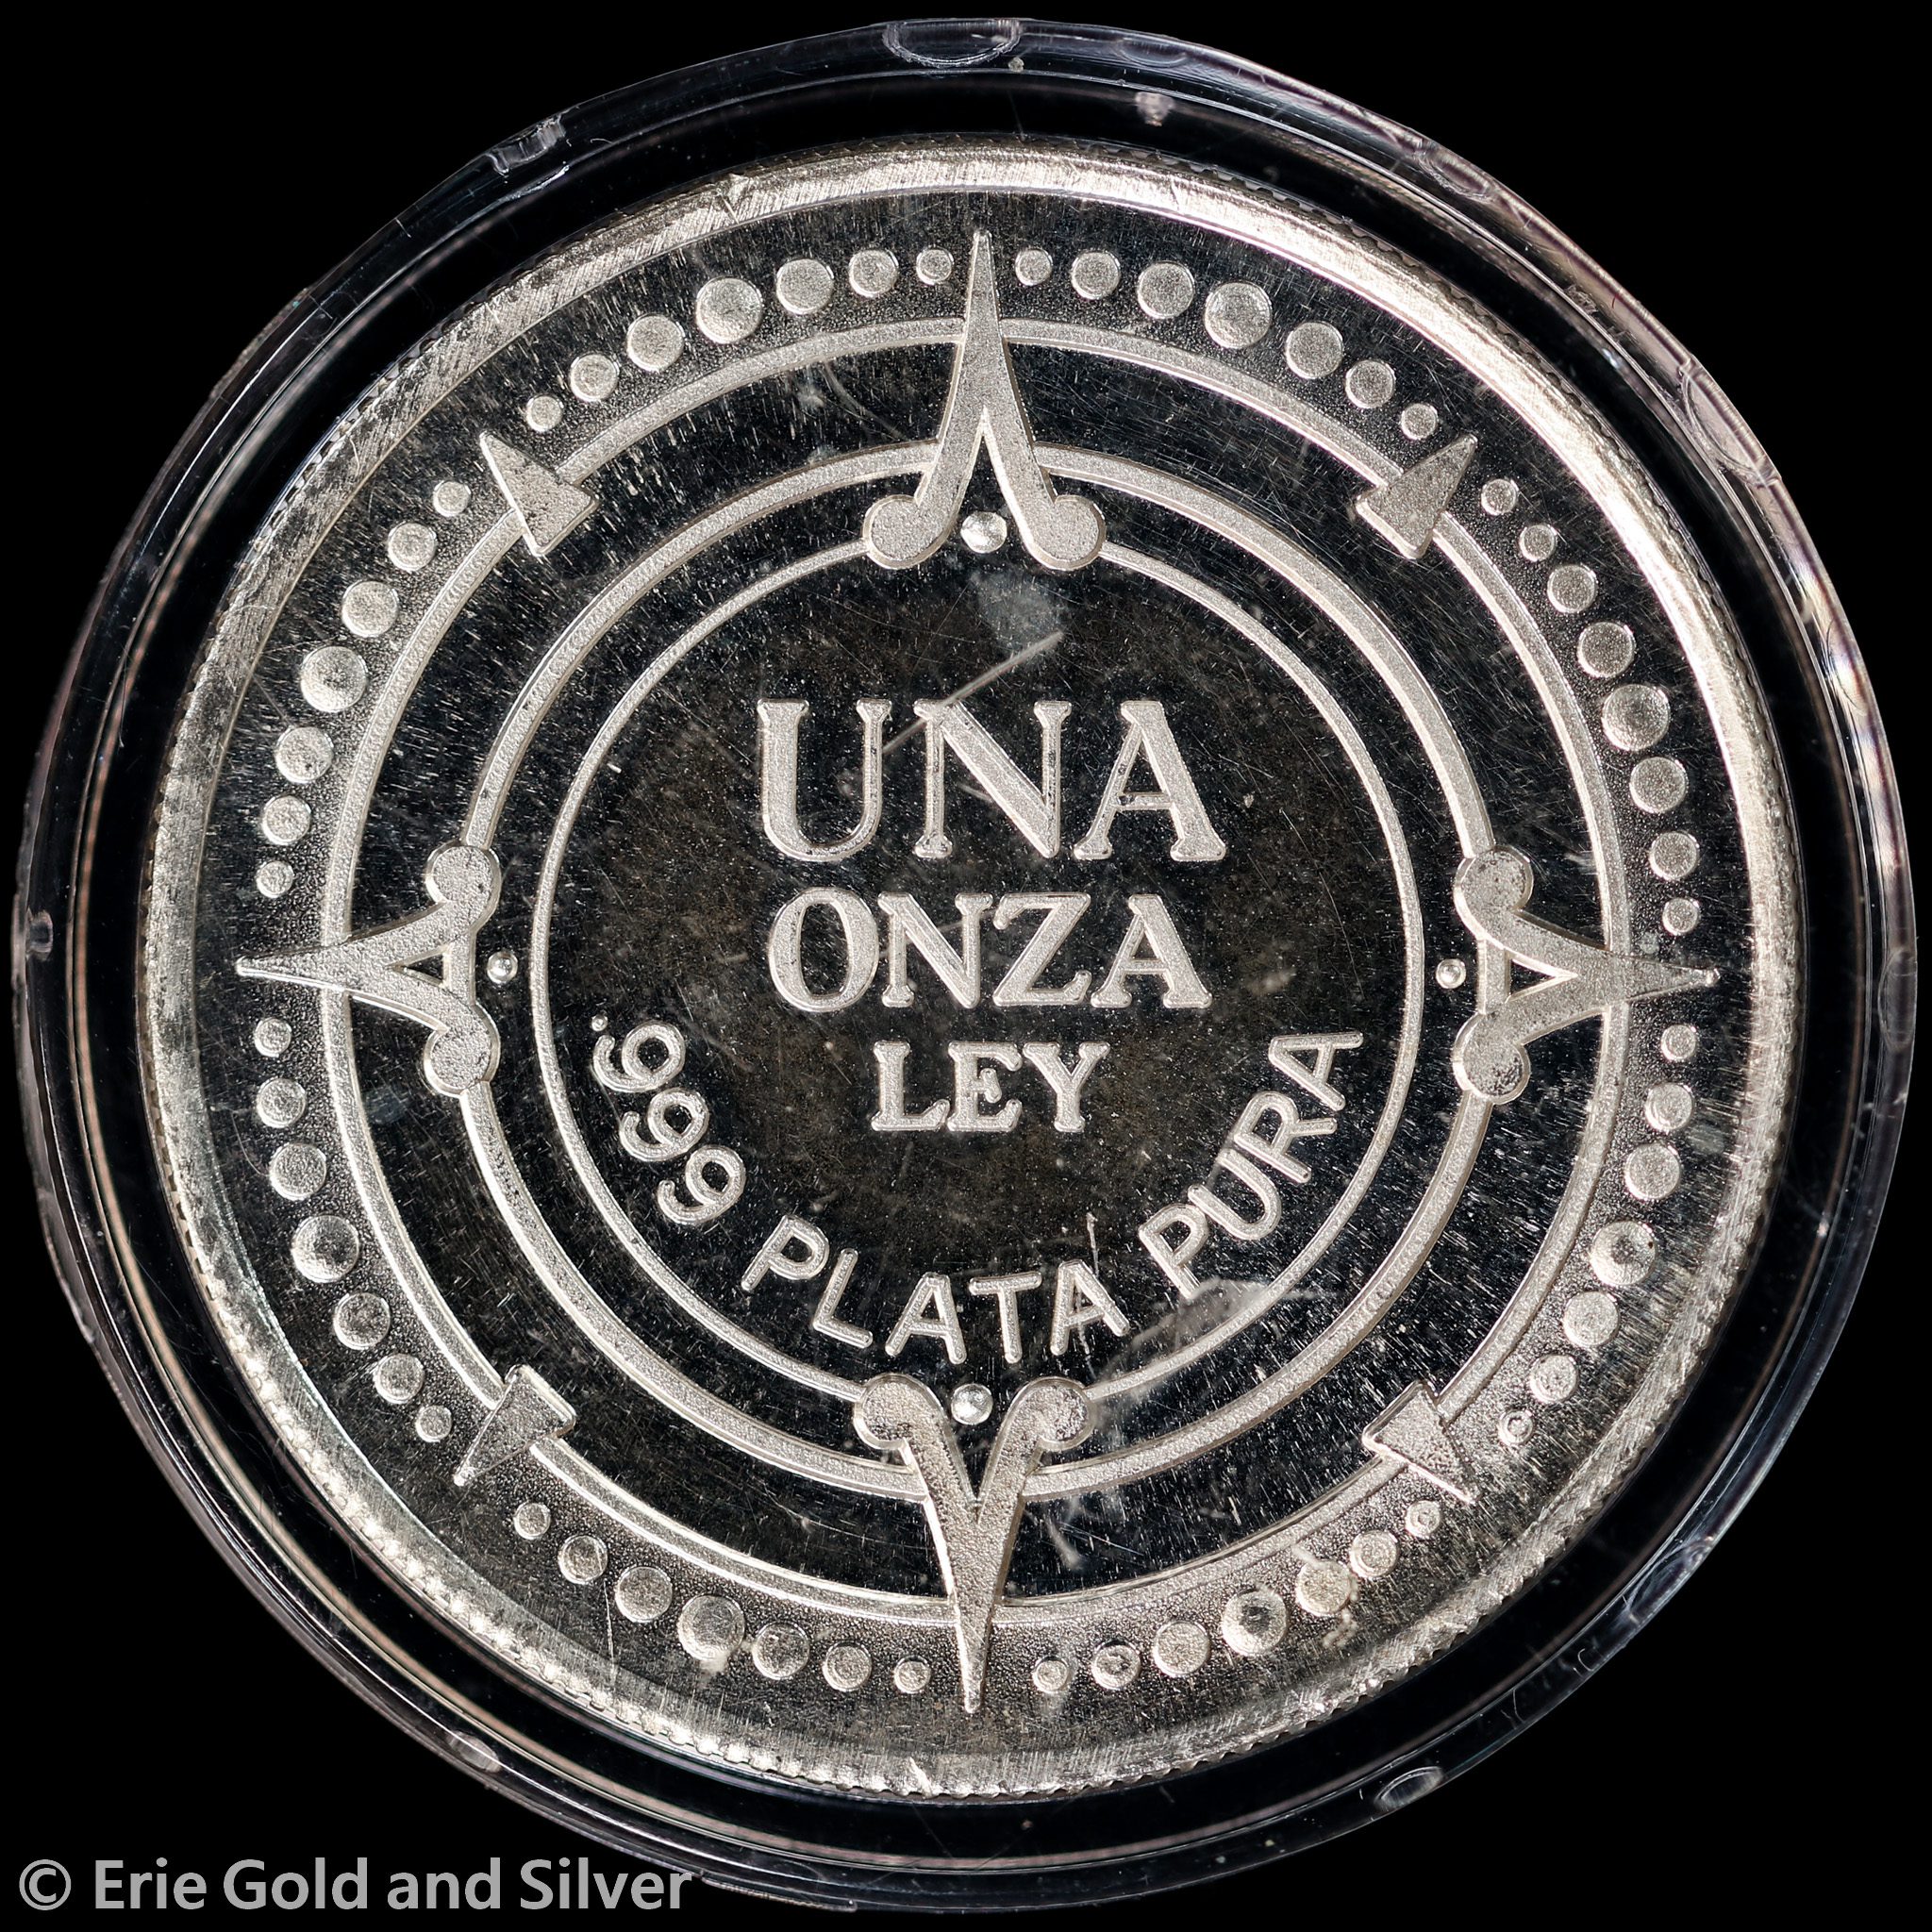 UNA
ONZA
LEY
.999 PLATA PURA
© Erie Gold and Silver